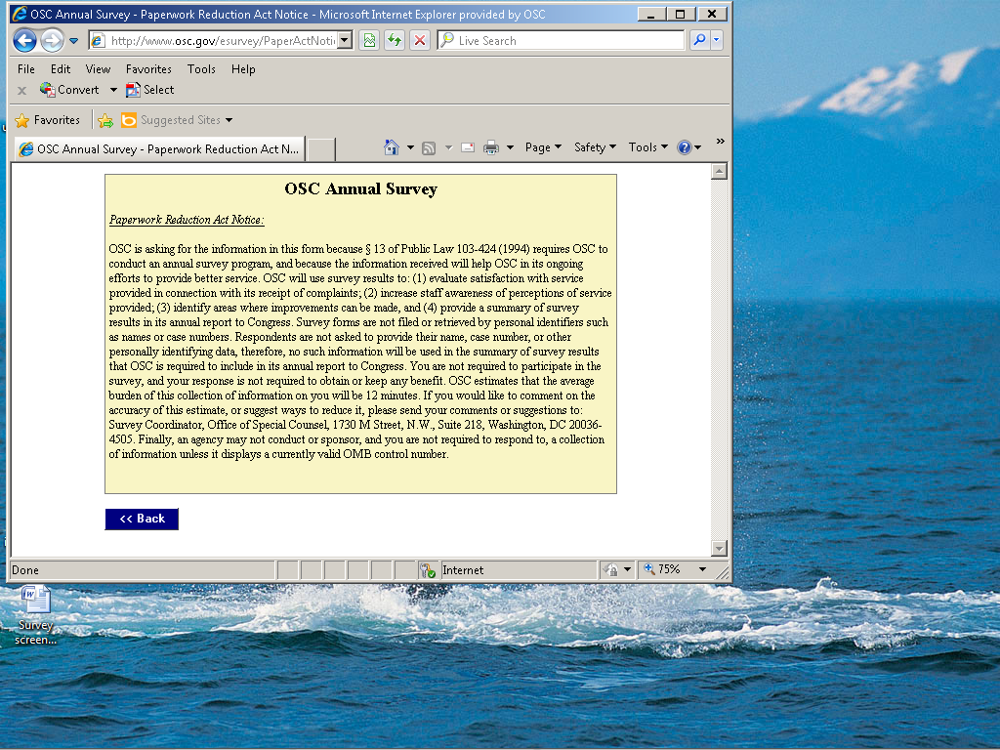 OSC Annual Survey - Paperwork Reduction Act Notice - Microsoft Internet Explorer provided by OSC
http://www.osc.gov/esurvey/PaperActNoti
Live Search
File Edit View Favorites Tools Help
x Convert Select
Favorites Suggested Sites
OSC Annual Survey - Paperwork Reduction Act N...
Page Safety Tools »
OSC Annual Survey
Paperwork Reduction Act Notice:
OSC is asking for the information in this form because § 13 of Public Law 103-424 (1994) requires OSC to
conduct an annual survey program, and because the information received will help OSC in its ongoing
efforts to provide better service. OSC will use survey results to: (1) evaluate satisfaction with service
provided in connection with its receipt of complaints; (2) increase staff awareness of perceptions of service
provided; (3) identify areas where improvements can be made, and (4) provide a summary of survey
results in its annual report to Congress. Survey forms are not filed or retrieved by personal identifiers such
as names or case numbers. Respondents are not asked to provide their name, case number, or other
personally identifying data, therefore, no such information will be used in the summary of survey results
that OSC is required to include in its annual report to Congress. You are not required to participate in the
survey, and your response is not required to obtain or keep any benefit. OSC estimates that the average
burden of this collection of information on you will be 12 minutes. If you would like to comment on the
accuracy of this estimate, or suggest ways to reduce it, please send your comments or suggestions to:
Survey Coordinator, Office of Special Counsel, 1730 M Street, N.W., Suite 218, Washington, DC 20036-
4505. Finally, an agency may not conduct or sponsor, and you are not required to respond to, a collection
of information unless it displays a currently valid OMB control number.
<< Back
Done Internet 75%
Survey
screen...